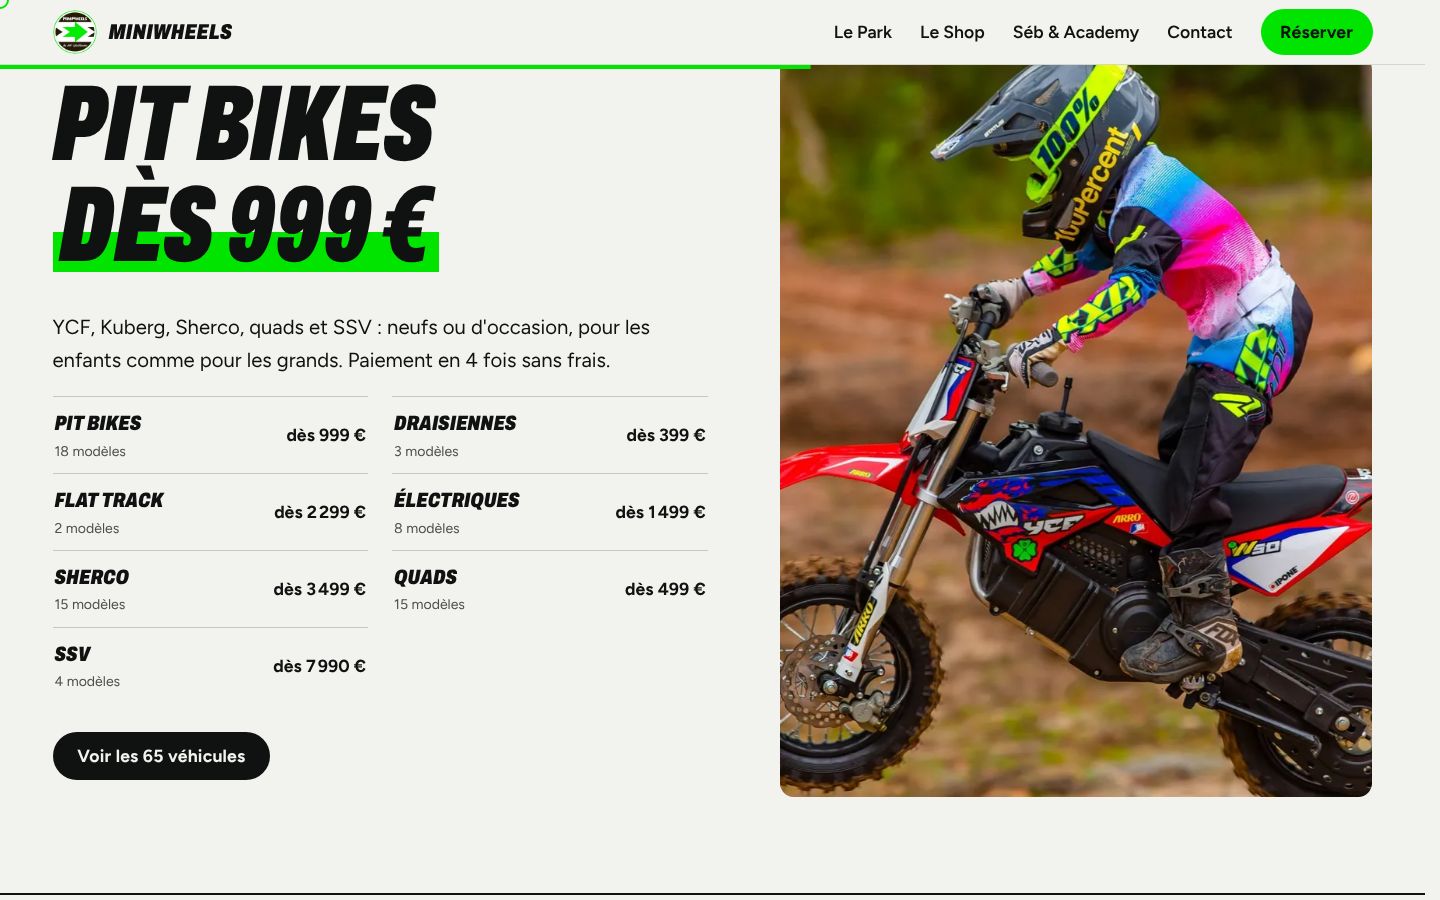 MINIWHEELS
Le Park
Le Shop
Séb & Academy
Contact
Réserver
PIT BIKES
DÈS 999 €
YCF, Kuberg, Sherco, quads et SSV : neufs ou d'occasion, pour les
enfants comme pour les grands. Paiement en 4 fois sans frais.
PIT BIKES
18 modèles
dès 999 €
DRAISIENNES
3 modèles
dès 399 €
FLAT TRACK
2 modèles
dès 2 299 €
ÉLECTRIQUES
8 modèles
dès 1 499 €
SHERCO
15 modèles
dès 3 499 €
QUADS
15 modèles
dès 499 €
SSV
4 modèles
dès 7 990 €
Voir les 65 véhicules
100%
100Percent
YCF
ARRO
W50
IPONE
ARRO